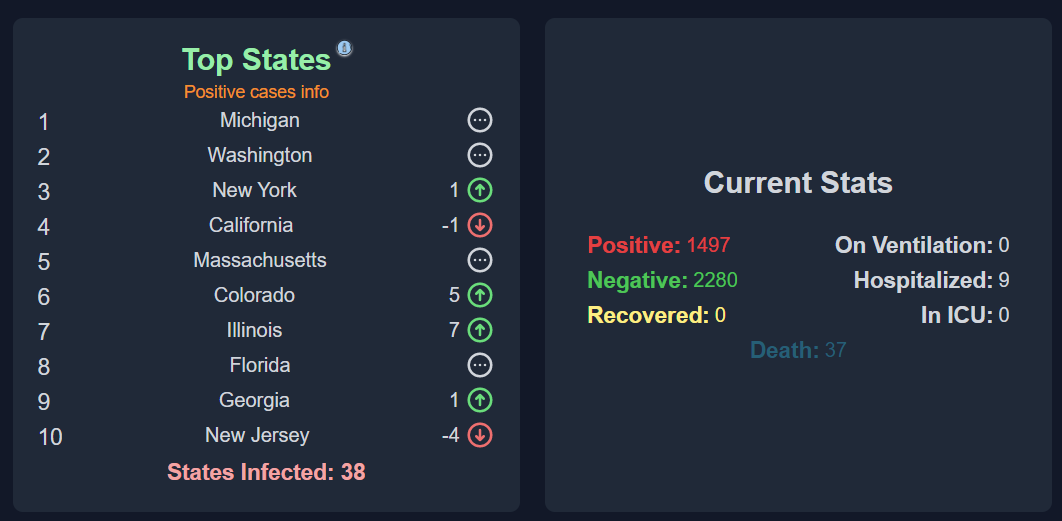 Top States
Positive cases info
1 Michigan
2 Washington
3 New York 1
4 California -1
5 Massachusetts
6 Colorado 5
7 Illinois 7
8 Florida
9 Georgia 1
10 New Jersey -4
States Infected: 38
Current Stats
Positive: 1497 On Ventilation: 0
Negative: 2280 Hospitalized: 9
Recovered: 0 In ICU: 0
Death: 37